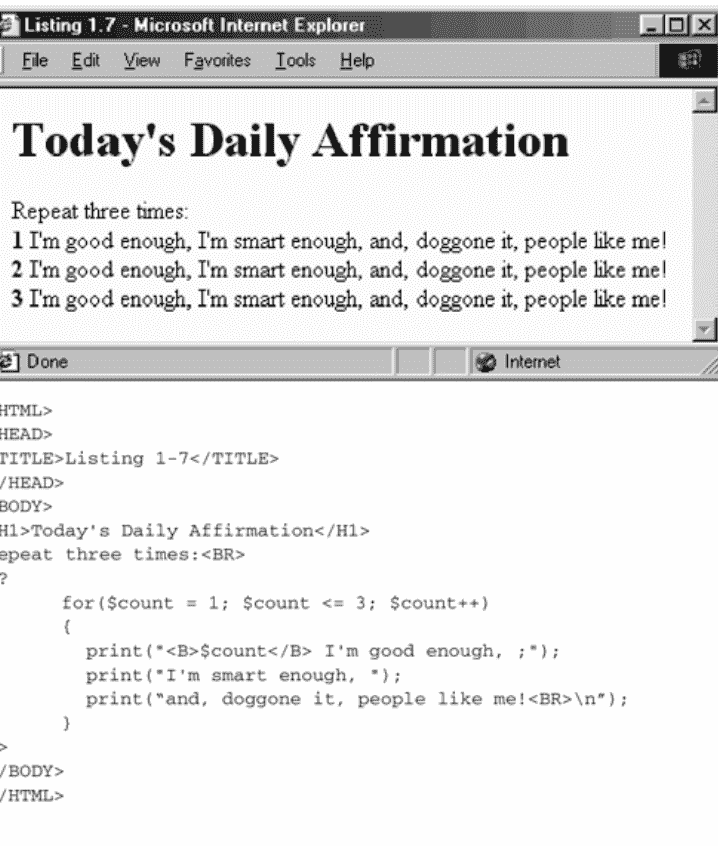 Listing 1.7 - Microsoft Internet Explorer
File Edit View Favorites Tools Help
Today's Daily Affirmation
Repeat three times:
1 I'm good enough, I'm smart enough, and, doggone it, people like me!
2 I'm good enough, I'm smart enough, and, doggone it, people like me!
3 I'm good enough, I'm smart enough, and, doggone it, people like me!
Done Internet
HTML>
HEAD>
TITLE>Listing 1-7</TITLE>
/HEAD>
BODY>
H1>Today's Daily Affirmation</H1>
epeat three times:<BR>
?
for($count = 1; $count <= 3; $count++)
{
print("<B>$count</B> I'm good enough, ;");
print("I'm smart enough, ");
print("and, doggone it, people like me!<BR>\n");
}
>
/BODY>
/HTML>